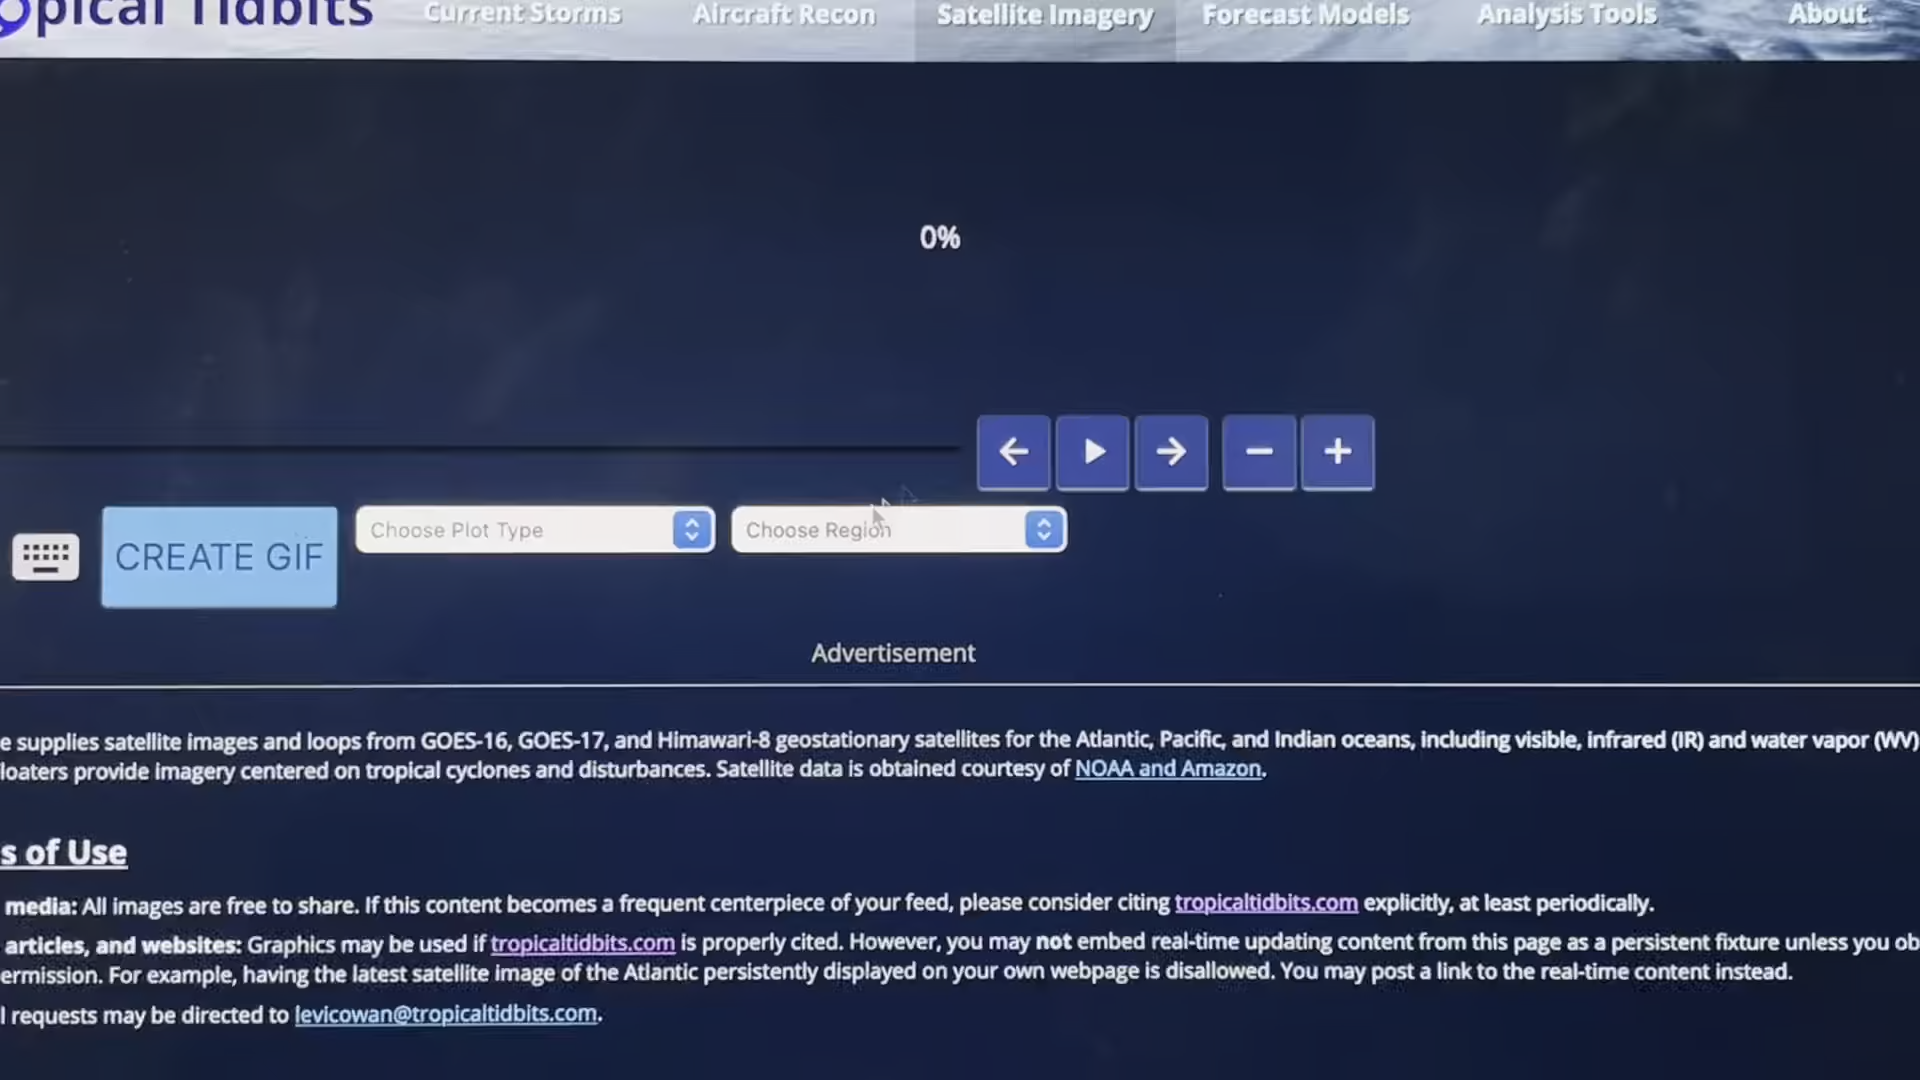 pical Tidbits Current Storms Aircraft Recon Satellite Imagery Forecast Models Analysis Tools About
0%
CREATE GIF Choose Plot Type Choose Region
Advertisement
e supplies satellite images and loops from GOES-16, GOES-17, and Himawari-8 geostationary satellites for the Atlantic, Pacific, and Indian oceans, including visible, infrared (IR) and water vapor (WV)
loaters provide imagery centered on tropical cyclones and disturbances. Satellite data is obtained courtesy of NOAA and Amazon.
s of Use
media: All images are free to share. If this content becomes a frequent centerpiece of your feed, please consider citing tropicaltidbits.com explicitly, at least periodically.
articles, and websites: Graphics may be used if tropicaltidbits.com is properly cited. However, you may not embed real-time updating content from this page as a persistent fixture unless you ob
ermission. For example, having the latest satellite image of the Atlantic persistently displayed on your own webpage is disallowed. You may post a link to the real-time content instead.
l requests may be directed to levicowan@tropicaltidbits.com.